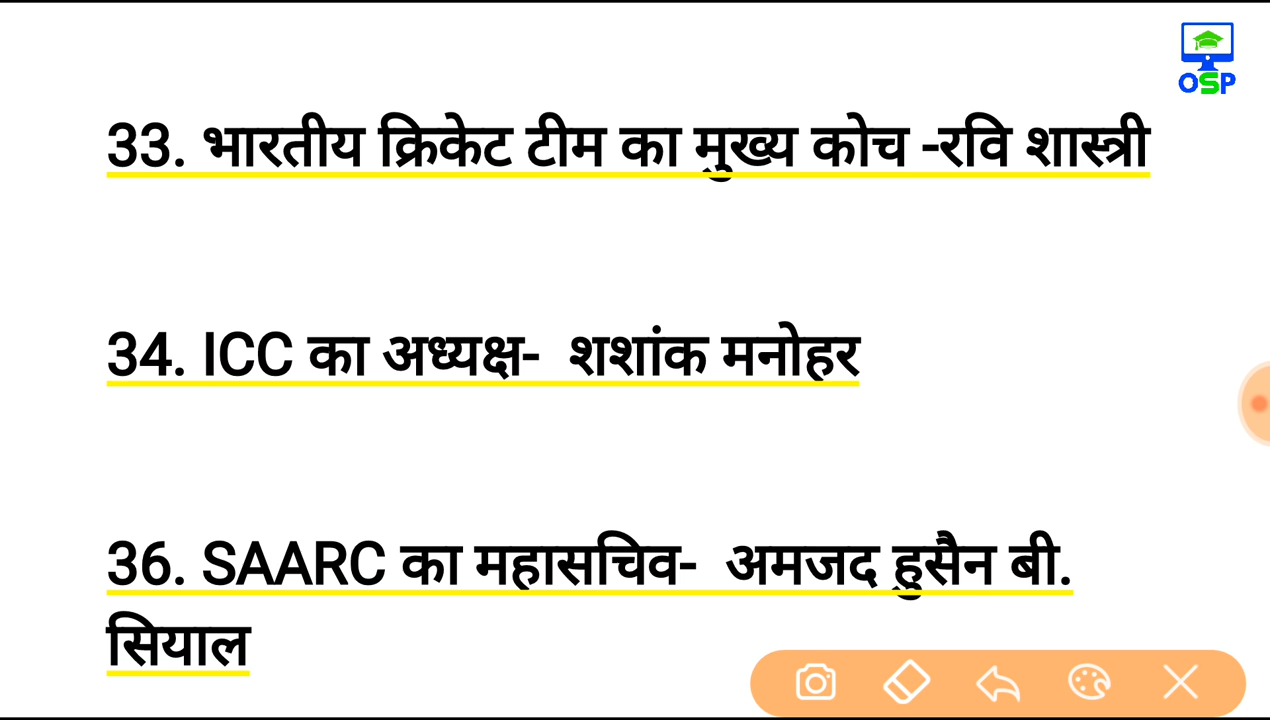 OSP
33. भारतीय क्रिकेट टीम का मुख्य कोच -रवि शास्त्री
34. ICC का अध्यक्ष- शशांक मनोहर
36. SAARC का महासचिव- अमजद हुसैन बी.
सियाल